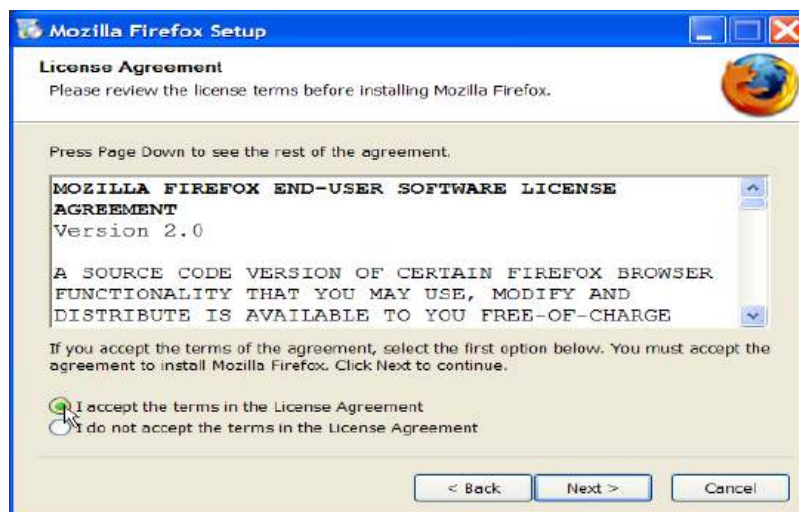 Mozilla Firefox Setup
License Agreement
Please review the license terms before installing Mozilla Firefox.
Press Page Down to see the rest of the agreement.
MOZILLA FIREFOX END-USER SOFTWARE LICENSE
AGREEMENT
Version 2.0
A SOURCE CODE VERSION OF CERTAIN FIREFOX BROWSER
FUNCTIONALITY THAT YOU MAY USE, MODIFY AND
DISTRIBUTE IS AVAILABLE TO YOU FREE-OF-CHARGE
If you accept the terms of the agreement, select the first option below. You must accept the
agreement to install Mozilla Firefox. Click Next to continue.
I accept the terms in the License Agreement
I do not accept the terms in the License Agreement
< Back Next > Cancel